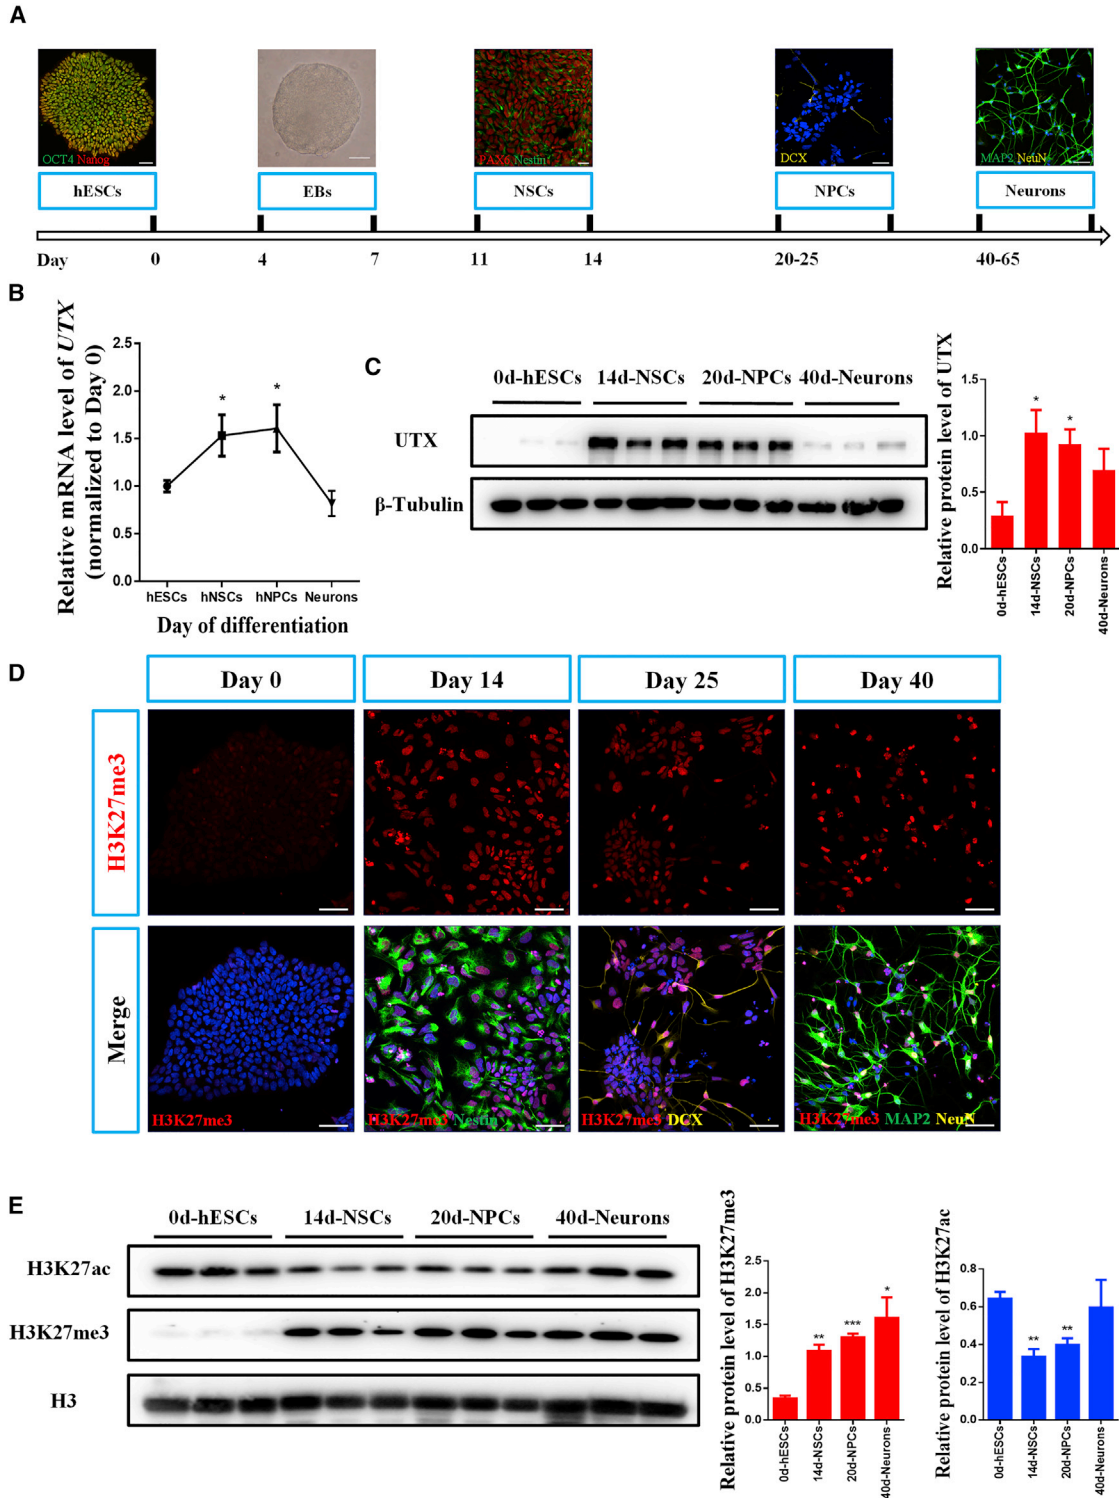 A
OCT4 Nanog
PAX6 Nestin
DCX
MAP2 NeuN
hESCs EBs NSCs NPCs Neurons
Day 0 4 7 11 14 20-25 40-65
B
Relative mRNA level of UTX
(normalized to Day 0)
2.5
2.0
1.5
1.0
0.5
0.0
* *
hESCs hNSCs hNPCs Neurons
Day of differentiation
C
0d-hESCs 14d-NSCs 20d-NPCs 40d-Neurons
UTX
β-Tubulin
Relative protein level of UTX
1.5
1.0
0.5
0.0
* *
0d-hESCs
14d-NSCs
20d-NPCs
40d-Neurons
D
Day 0 Day 14 Day 25 Day 40
H3K27me3
Merge
H3K27me3
H3K27me3 Nestin
H3K27me3 DCX
H3K27me3 MAP2 NeuN
E
0d-hESCs 14d-NSCs 20d-NPCs 40d-Neurons
H3K27ac
H3K27me3
H3
Relative protein level of H3K27me3
2.5
2.0
1.5
1.0
0.5
0.0
** *** *
0d-hESCs
14d-NSCs
20d-NPCs
40d-Neurons
Relative protein level of H3K27ac
0.8
0.6
0.4
0.2
0.0
** **
0d-hESCs
14d-NSCs
20d-NPCs
40d-Neurons